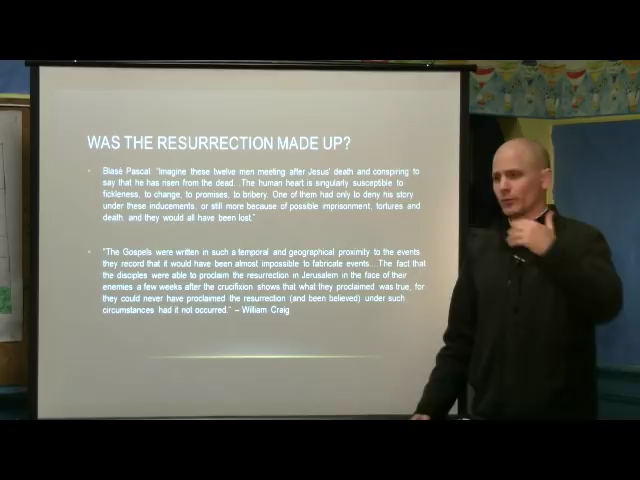 WAS THE RESURRECTION MADE UP?
Blasé Pascal: "Imagine these twelve men meeting after Jesus' death and conspiring to
say that he has risen from the dead...The human heart is singularly susceptible to
fickleness, to change, to promises, to bribery. One of them had only to deny his story
under these inducements, or still more because of possible imprisonment, tortures and
death, and they would all have been lost."
"The Gospels were written in such a temporal and geographical proximity to the events
they record that it would have been almost impossible to fabricate events...The fact that
the disciples were able to proclaim the resurrection in Jerusalem in the face of their
enemies a few weeks after the crucifixion shows that what they proclaimed was true, for
they could never have proclaimed the resurrection (and been believed) under such
circumstances had it not occurred." – William Craig